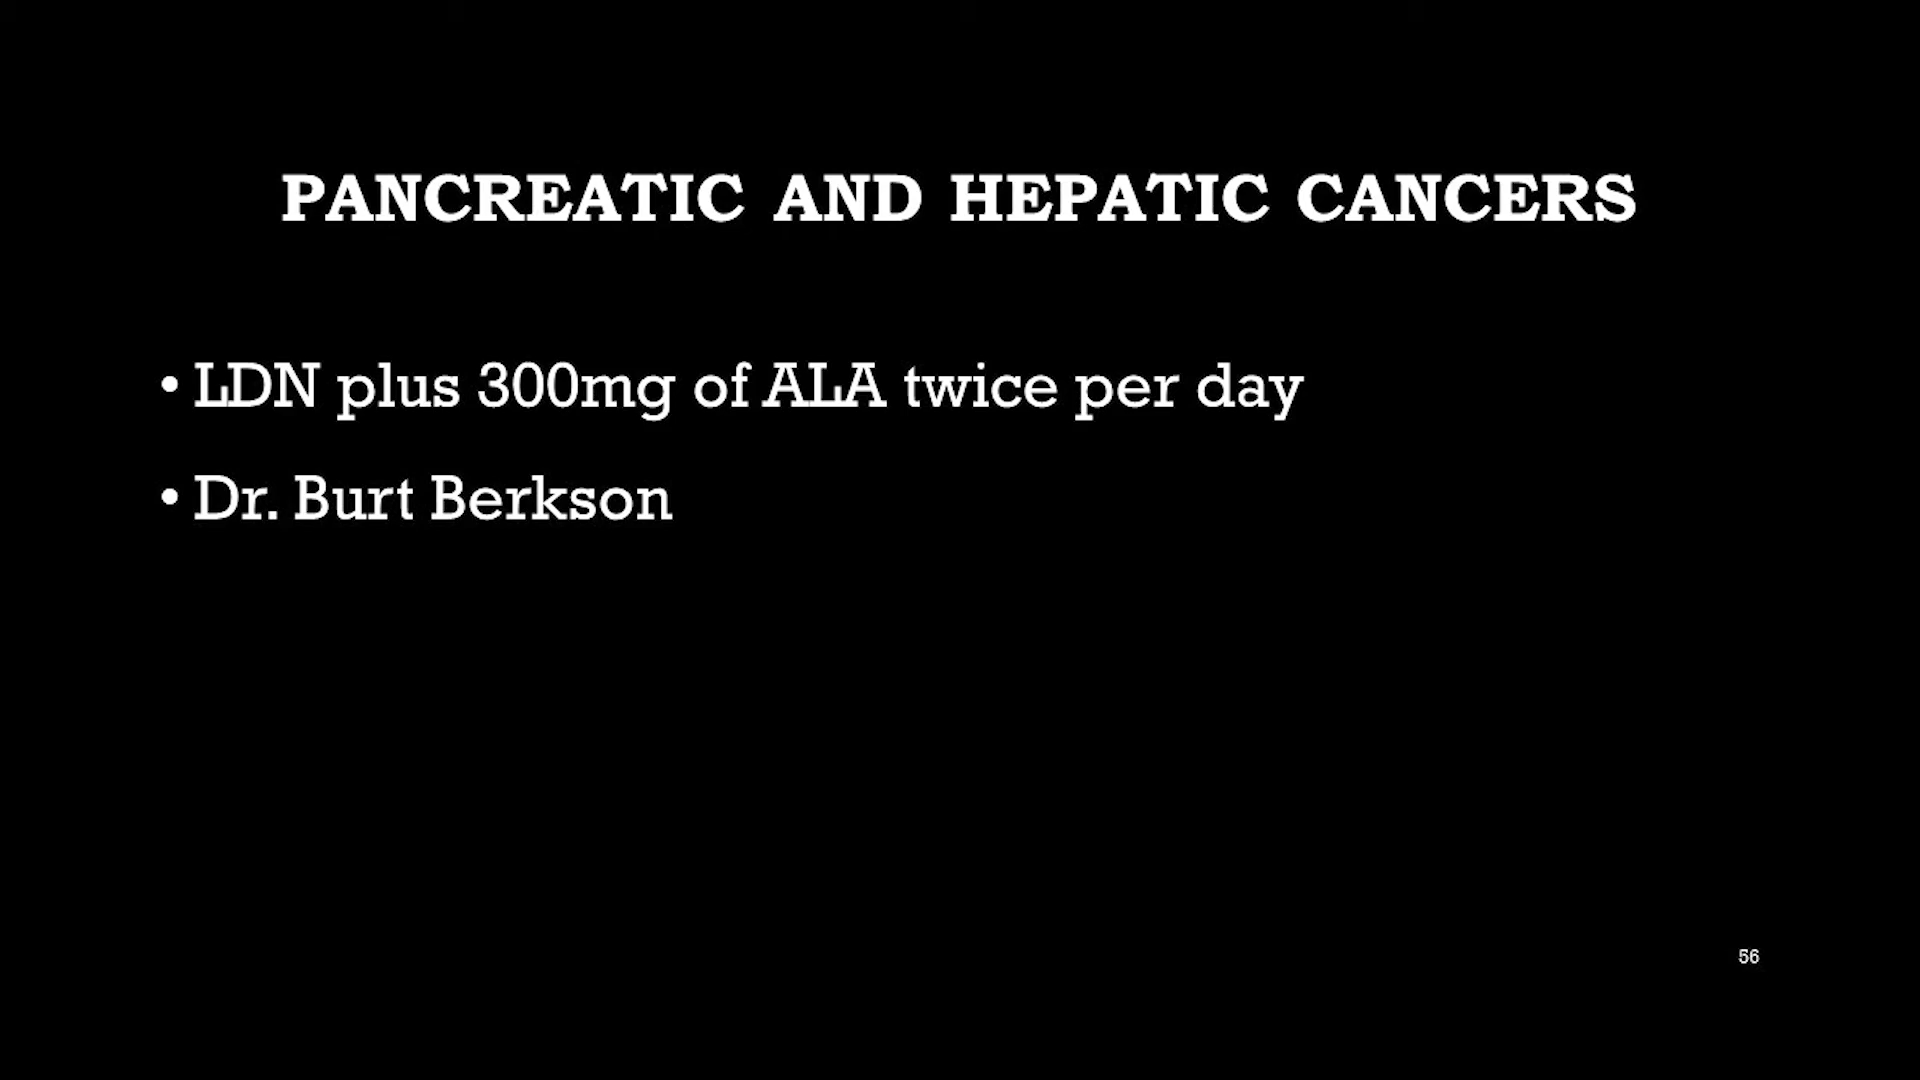 PANCREATIC AND HEPATIC CANCERS
• LDN plus 300mg of ALA twice per day
• Dr. Burt Berkson
56